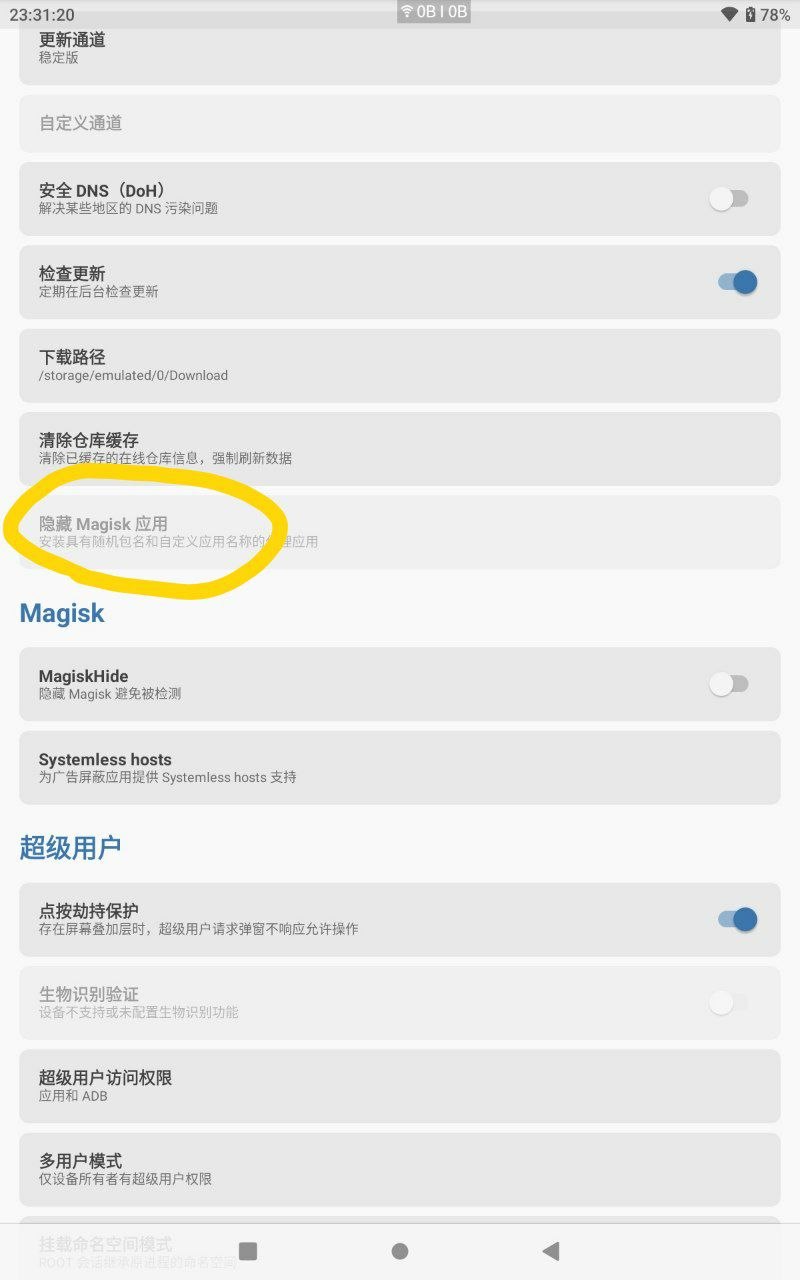 23:31:20
0B | 0B
78%
更新通道
稳定版
自定义通道
安全 DNS（DoH）
解决某些地区的 DNS 污染问题
检查更新
定期在后台检查更新
下载路径
/storage/emulated/0/Download
清除仓库缓存
清除已缓存的在线仓库信息，强制刷新数据
隐藏 Magisk 应用
安装具有随机包名和自定义应用名称的管理应用
Magisk
MagiskHide
隐藏 Magisk 避免被检测
Systemless hosts
为广告屏蔽应用提供 Systemless hosts 支持
超级用户
点按劫持保护
存在屏幕叠加层时，超级用户请求弹窗不响应允许操作
生物识别验证
设备不支持或未配置生物识别功能
超级用户访问权限
应用和 ADB
多用户模式
仅设备所有者有超级用户权限
挂载命名空间模式
ROOT 会话继承原进程的命名空间